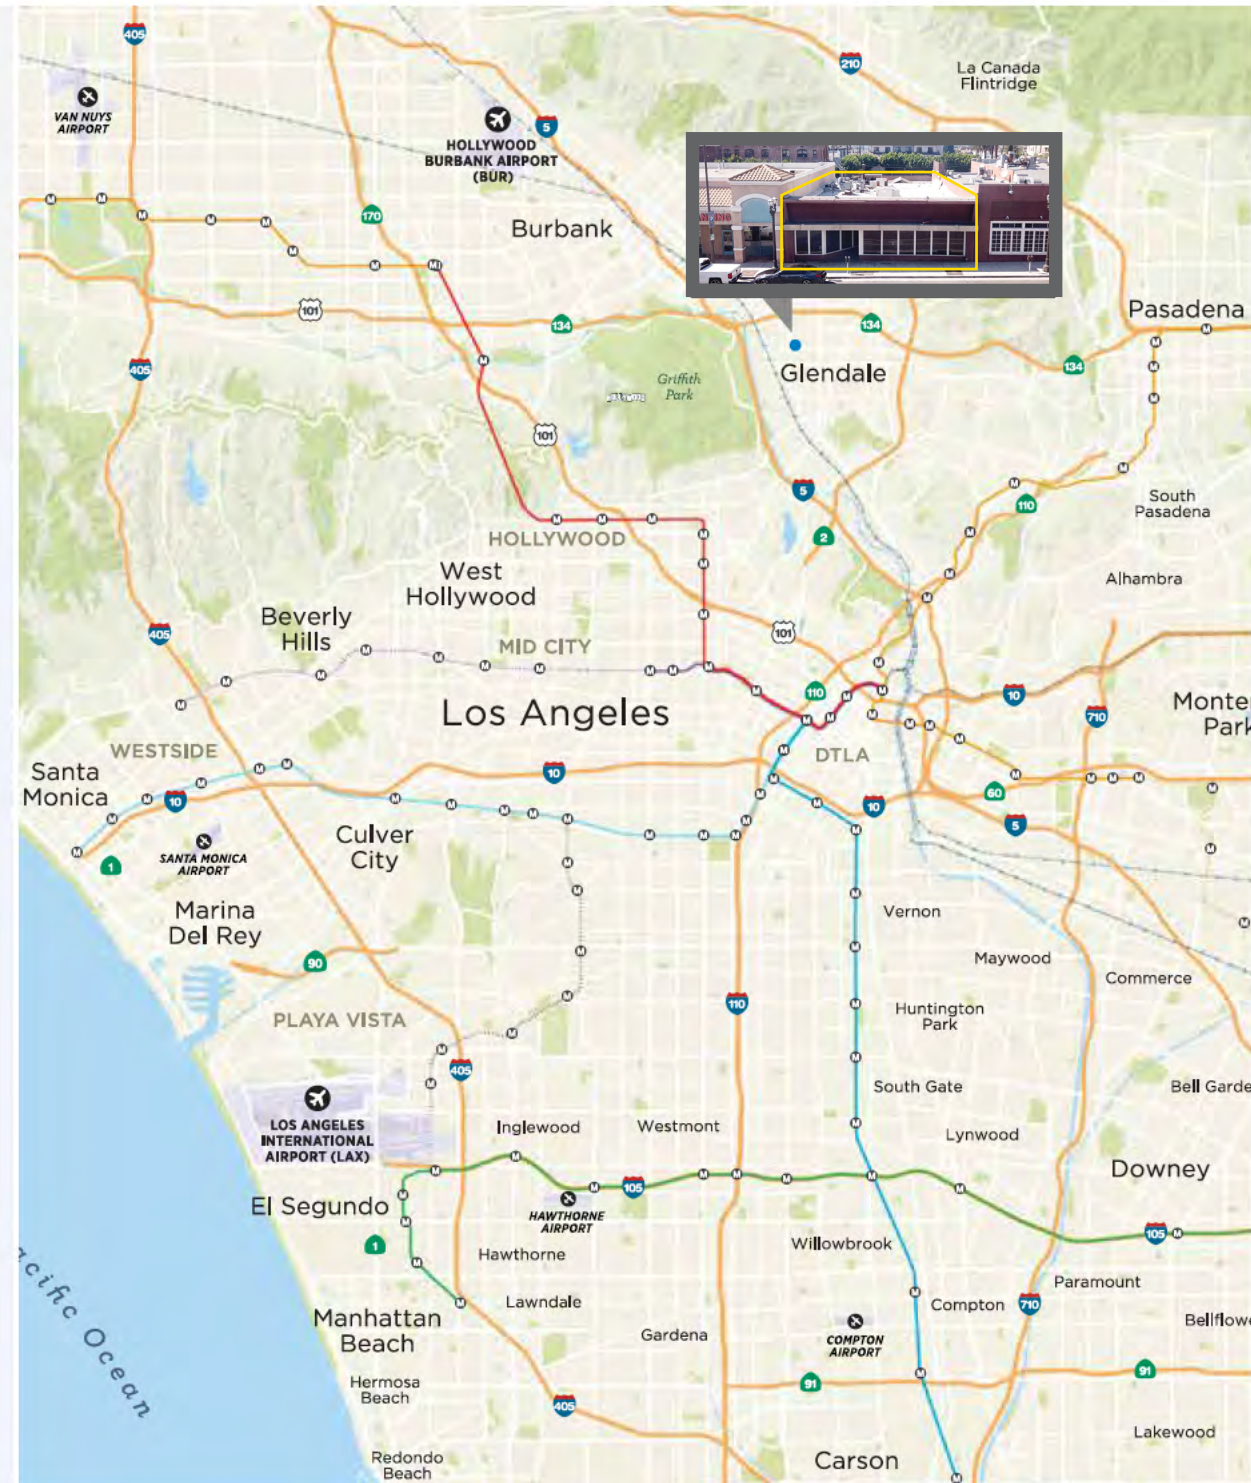 405
210
La Canada
Flintridge
VAN NUYS
AIRPORT
HOLLYWOOD
BURBANK AIRPORT
(BUR)
5
170
Burbank
101
134
134
Pasadena
405
134
Glendale
Griffith
Park
101
5
110
South
Pasadena
2
HOLLYWOOD
West
Hollywood
Alhambra
Beverly
Hills
405
101
MID CITY
110
10
710
Monte
Park
Los Angeles
WESTSIDE
DTLA
Santa
Monica
10
10
10
60
5
Culver
City
SANTA MONICA
AIRPORT
1
Marina
Del Rey
Vernon
90
Maywood
Commerce
110
Huntington
Park
PLAYA VISTA
405
South Gate
Bell Garde
LOS ANGELES
INTERNATIONAL
AIRPORT (LAX)
Inglewood
Westmont
Lynwood
Downey
105
El Segundo
HAWTHORNE
AIRPORT
1
Hawthorne
Willowbrook
105
acific Ocean
Lawndale
Compton
710
Paramount
Manhattan
Beach
Gardena
COMPTON
AIRPORT
Bellflowe
Hermosa
Beach
91
91
405
Lakewood
Redondo
Beach
Carson